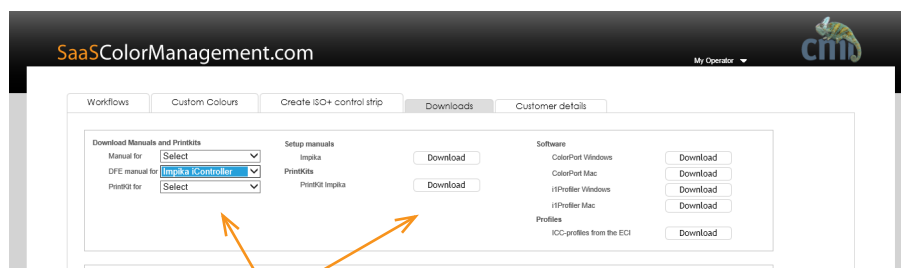 SaaSColorManagement.com
My Operator
cmi
Workflows
Custom Colours
Create ISO+ control strip
Downloads
Customer details
Download Manuals and Printkits
Manual for Select
DFE manual for Impika iController
PrintKit for Select
Setup manuals
Impika Download
PrintKits
PrintKit Impika Download
Software
ColorPort Windows Download
ColorPort Mac Download
i1Profiler Windows Download
i1Profiler Mac Download
Profiles
ICC-profiles from the ECI Download